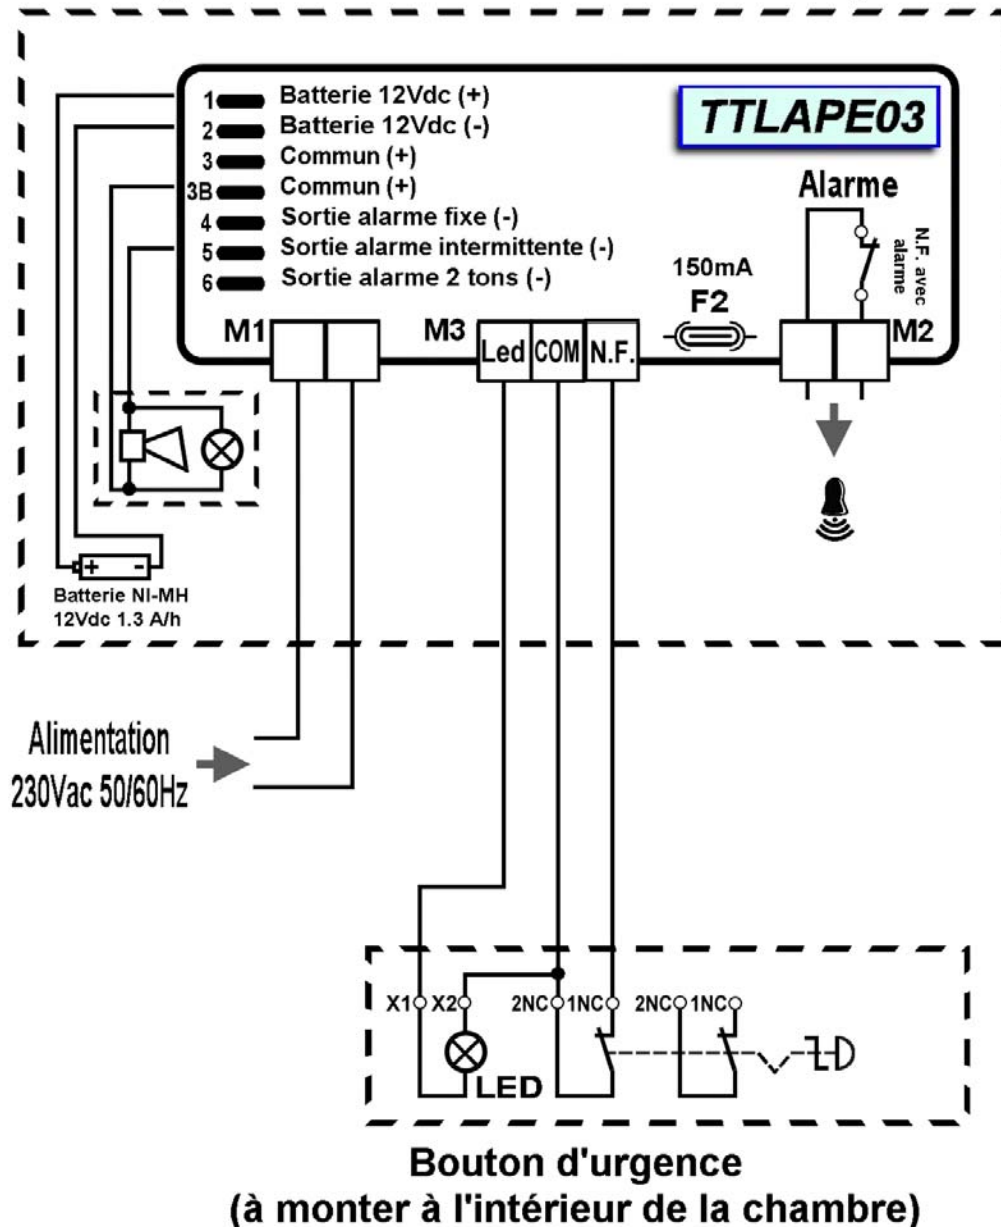 TTLAPE03
1 Batterie 12Vdc (+)
2 Batterie 12Vdc (-)
3 Commun (+)
3B Commun (+)
4 Sortie alarme fixe (-)
5 Sortie alarme intermittente (-)
6 Sortie alarme 2 tons (-)
Alarme
N.F. avec
alarme
150mA
F2
M1
M3
Led COM N.F.
M2
+ -
Batterie NI-MH
12Vdc 1.3 A/h
Alimentation
230Vac 50/60Hz
X1 X2 2NC 1NC 2NC 1NC
LED
Bouton d'urgence
(à monter à l'intérieur de la chambre)